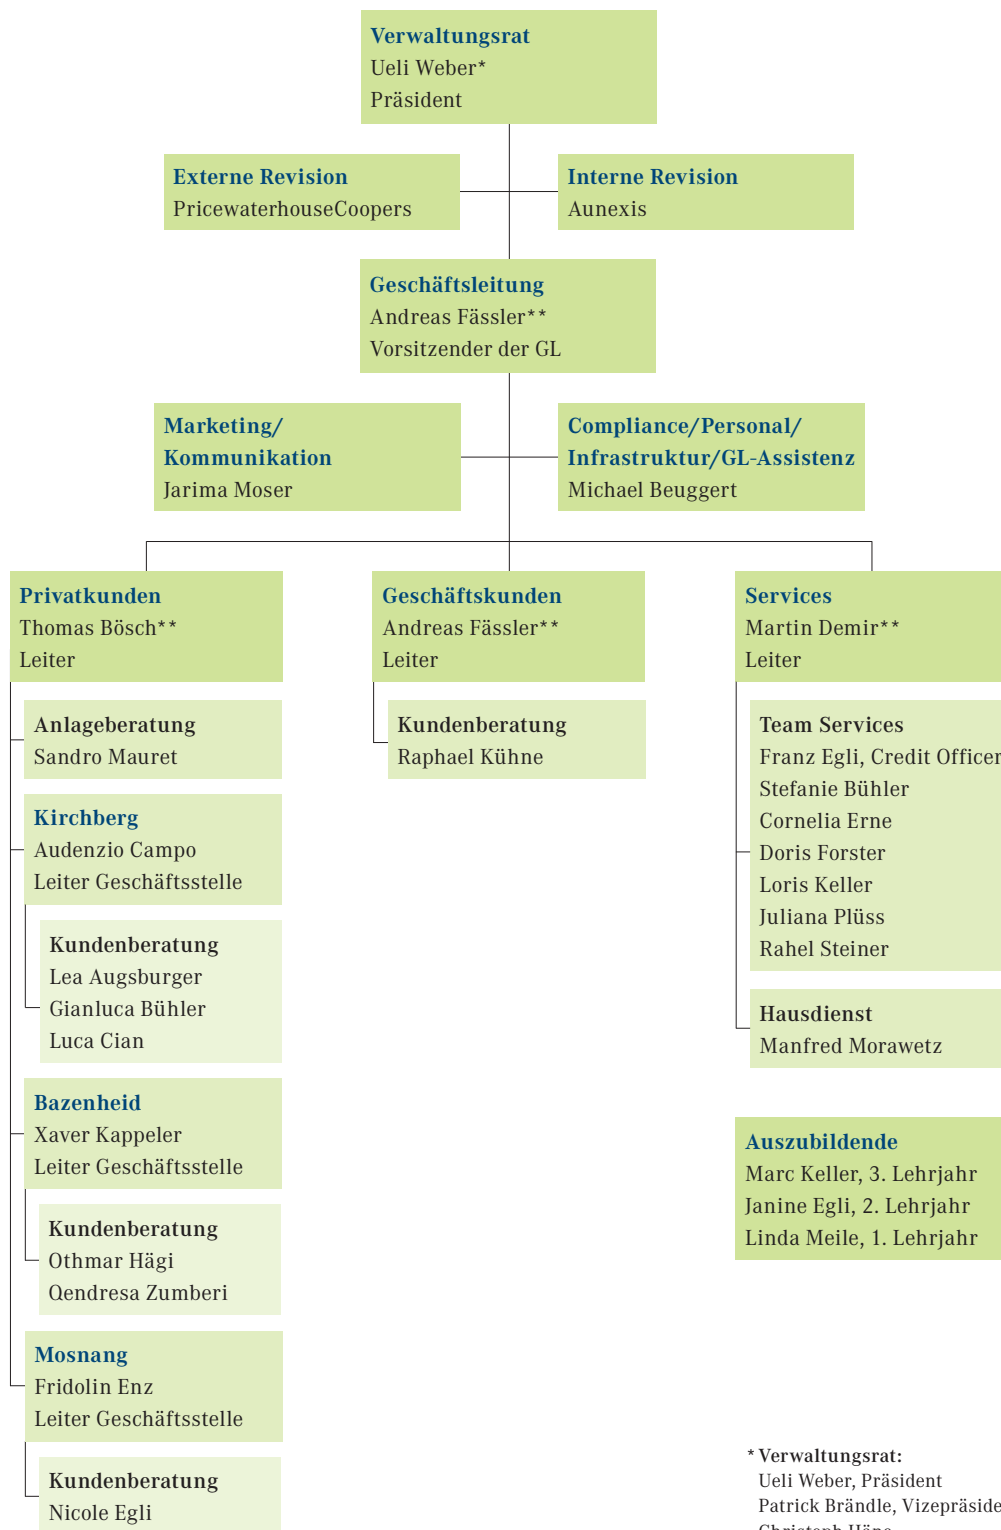 Verwaltungsrat
Ueli Weber*
Präsident
Externe Revision
PricewaterhouseCoopers
Interne Revision
Aunexis
Geschäftsleitung
Andreas Fässler**
Vorsitzender der GL
Marketing/
Kommunikation
Jarima Moser
Compliance/Personal/
Infrastruktur/GL-Assistenz
Michael Beuggert
Privatkunden
Thomas Bösch**
Leiter
Anlageberatung
Sandro Mauret
Kirchberg
Audenzio Campo
Leiter Geschäftsstelle
Kundenberatung
Lea Augsburger
Gianluca Bühler
Luca Cian
Bazenheid
Xaver Kappeler
Leiter Geschäftsstelle
Kundenberatung
Othmar Hägi
Qendresa Zumberi
Mosnang
Fridolin Enz
Leiter Geschäftsstelle
Kundenberatung
Nicole Egli
Geschäftskunden
Andreas Fässler**
Leiter
Kundenberatung
Raphael Kühne
Services
Martin Demir**
Leiter
Team Services
Franz Egli, Credit Officer
Stefanie Bühler
Cornelia Erne
Doris Forster
Loris Keller
Juliana Plüss
Rahel Steiner
Hausdienst
Manfred Morawetz
Auszubildende
Marc Keller, 3. Lehrjahr
Janine Egli, 2. Lehrjahr
Linda Meile, 1. Lehrjahr
* Verwaltungsrat:
Ueli Weber, Präsident
Patrick Brändle,